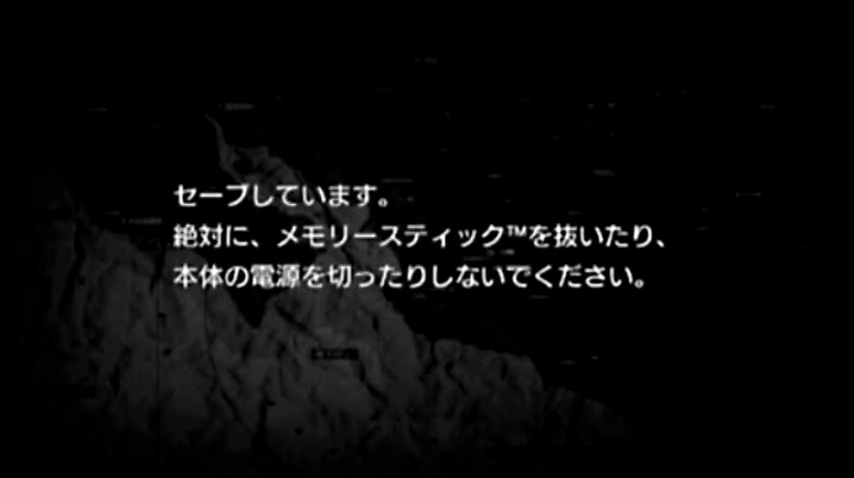 セーブしています。
絶対に、メモリースティック™を抜いたり、
本体の電源を切ったりしないでください。